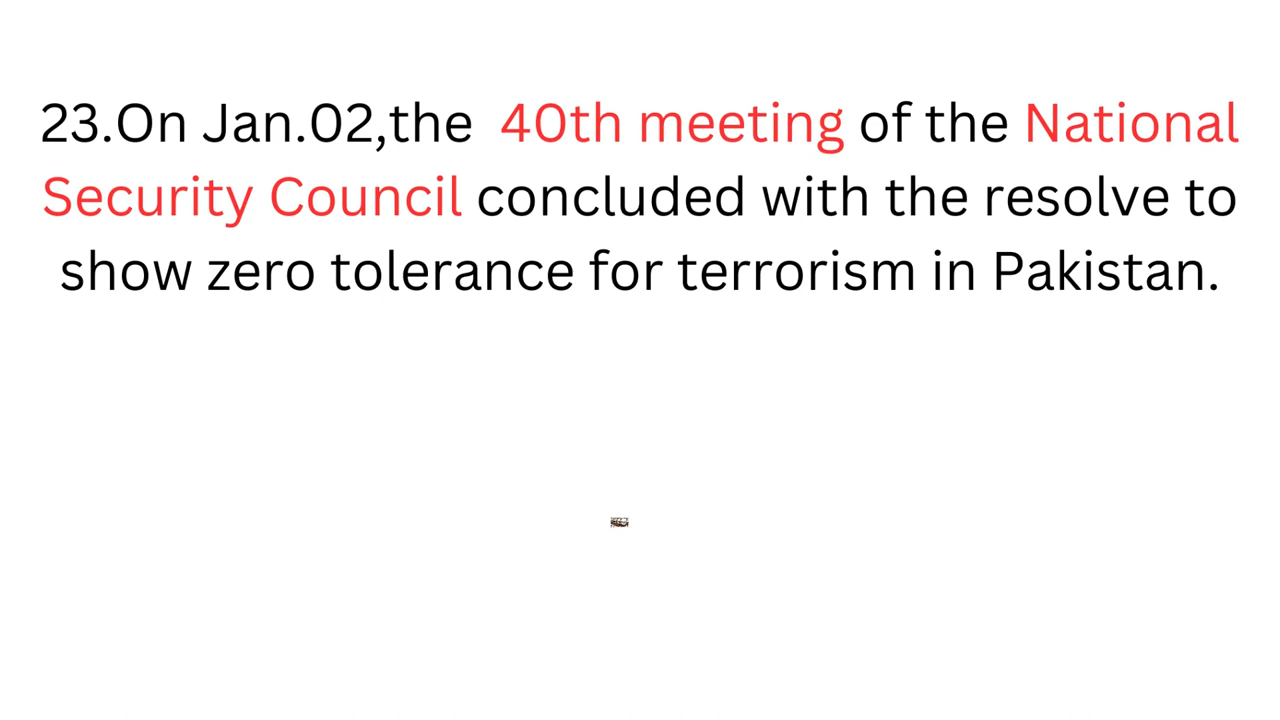 23.On Jan.02,the  40th meeting of the National
Security Council concluded with the resolve to
show zero tolerance for terrorism in Pakistan.